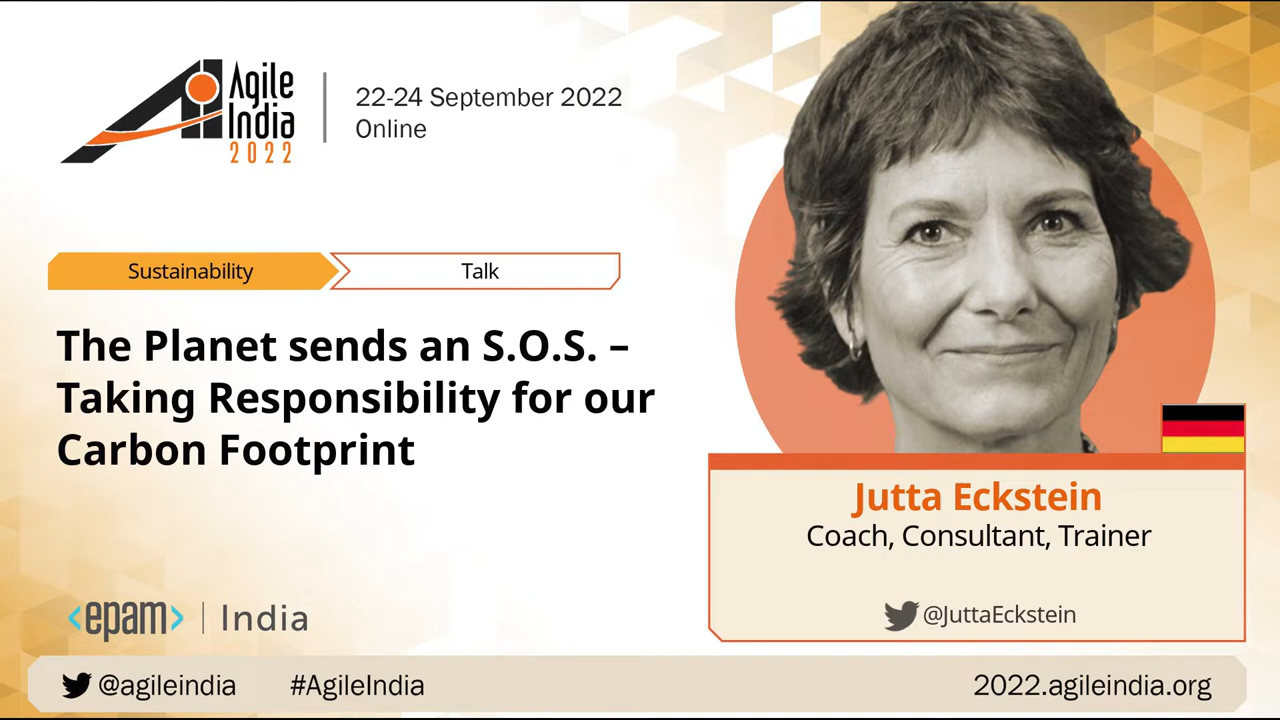 Agile
India
2022
22-24 September 2022
Online
Sustainability
Talk
The Planet sends an S.O.S. –
Taking Responsibility for our
Carbon Footprint
Jutta Eckstein
Coach, Consultant, Trainer
@JuttaEckstein
<epam> | India
@agileindia
#AgileIndia
2022.agileindia.org